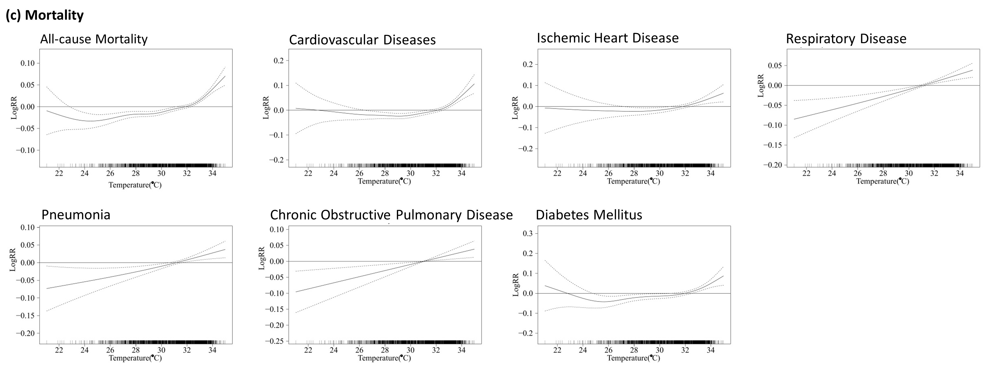 (c) Mortality
All-cause Mortality
LogRR
0.10
0.05
0.00
−0.05
−0.10
22 24 26 28 30 32 34
Temperature(°C)
Cardiovascular Diseases
LogRR
0.2
0.1
0.0
−0.1
−0.2
22 24 26 28 30 32 34
Temperature(°C)
Ischemic Heart Disease
LogRR
0.2
0.1
0.0
−0.1
−0.2
22 24 26 28 30 32 34
Temperature(°C)
Respiratory Disease
LogRR
0.05
0.00
−0.05
−0.10
−0.15
−0.20
22 24 26 28 30 32 34
Temperature(°C)
Pneumonia
LogRR
0.10
0.05
0.00
−0.05
−0.10
−0.15
−0.20
22 24 26 28 30 32 34
Temperature(°C)
Chronic Obstructive Pulmonary Disease
LogRR
0.10
0.05
0.00
−0.05
−0.10
−0.15
−0.20
−0.25
22 24 26 28 30 32 34
Temperature(°C)
Diabetes Mellitus
LogRR
0.3
0.2
0.1
0.0
−0.1
−0.2
22 24 26 28 30 32 34
Temperature(°C)